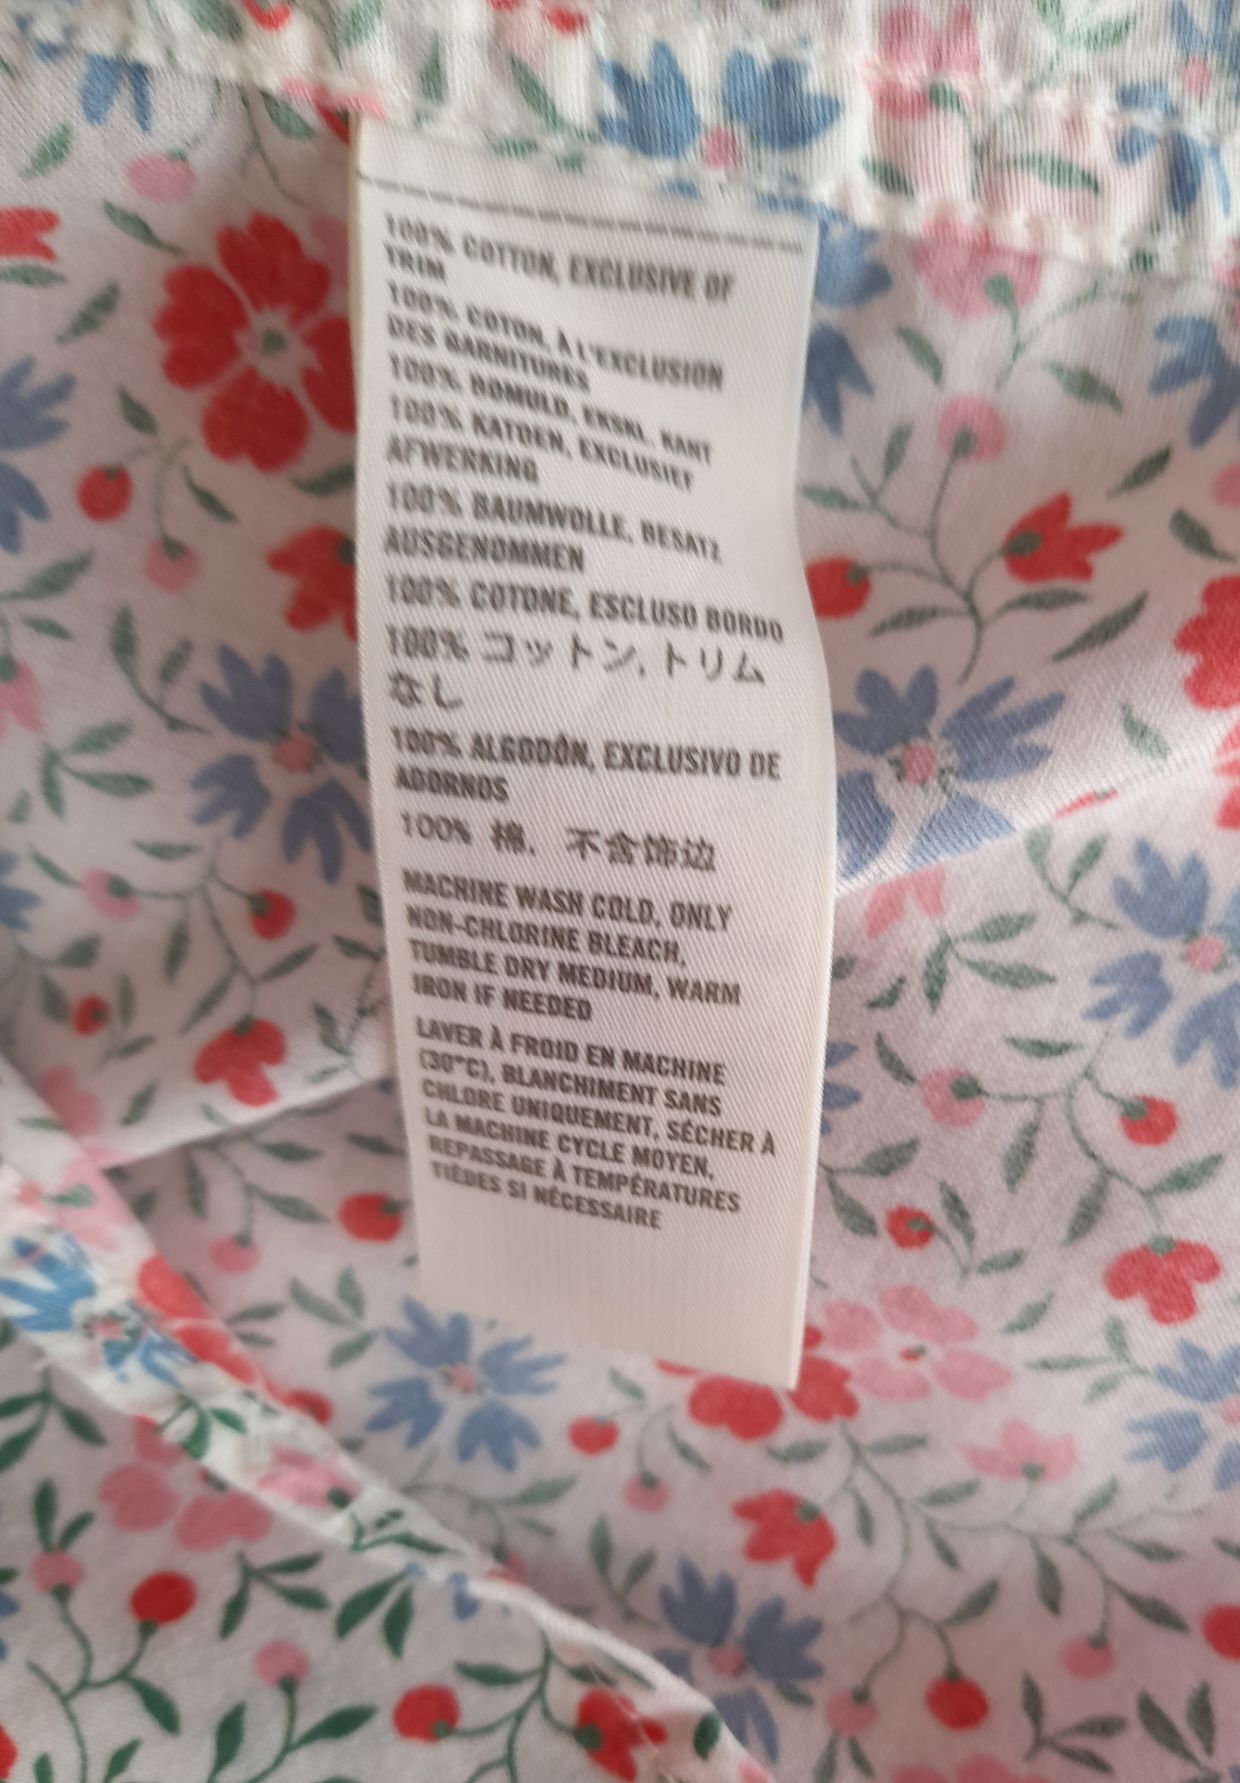 100% COTTON, EXCLUSIVE OF
TRIM
100% COTON, À L'EXCLUSION
DES GARNITURES
100% BOMULD, EKSKL. KANT
100% KATOEN, EXCLUSIEF
AFWERKING
100% BAUMWOLLE, BESATZ
AUSGENOMMEN
100% COTONE, ESCLUSO BORDO
100% コットン, トリム
なし
100% ALGODÓN, EXCLUSIVO DE
ADORNOS
100% 棉, 不含饰边
MACHINE WASH COLD, ONLY
NON-CHLORINE BLEACH,
TUMBLE DRY MEDIUM, WARM
IRON IF NEEDED
LAVER À FROID EN MACHINE
(30°C), BLANCHIMENT SANS
CHLORE UNIQUEMENT, SÉCHER À
LA MACHINE CYCLE MOYEN,
REPASSAGE À TEMPÉRATURES
TIÈDES SI NÉCESSAIRE